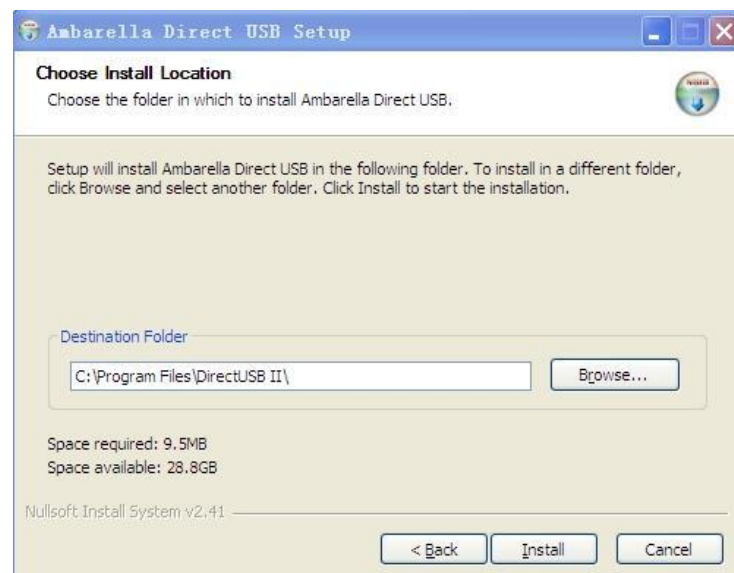 Ambarella Direct USB Setup
Choose Install Location
Choose the folder in which to install Ambarella Direct USB.
Setup will install Ambarella Direct USB in the following folder. To install in a different folder,
click Browse and select another folder. Click Install to start the installation.
Destination Folder
C:\Program Files\DirectUSB II\
Browse...
Space required: 9.5MB
Space available: 28.8GB
Nullsoft Install System v2.41
< Back
Install
Cancel